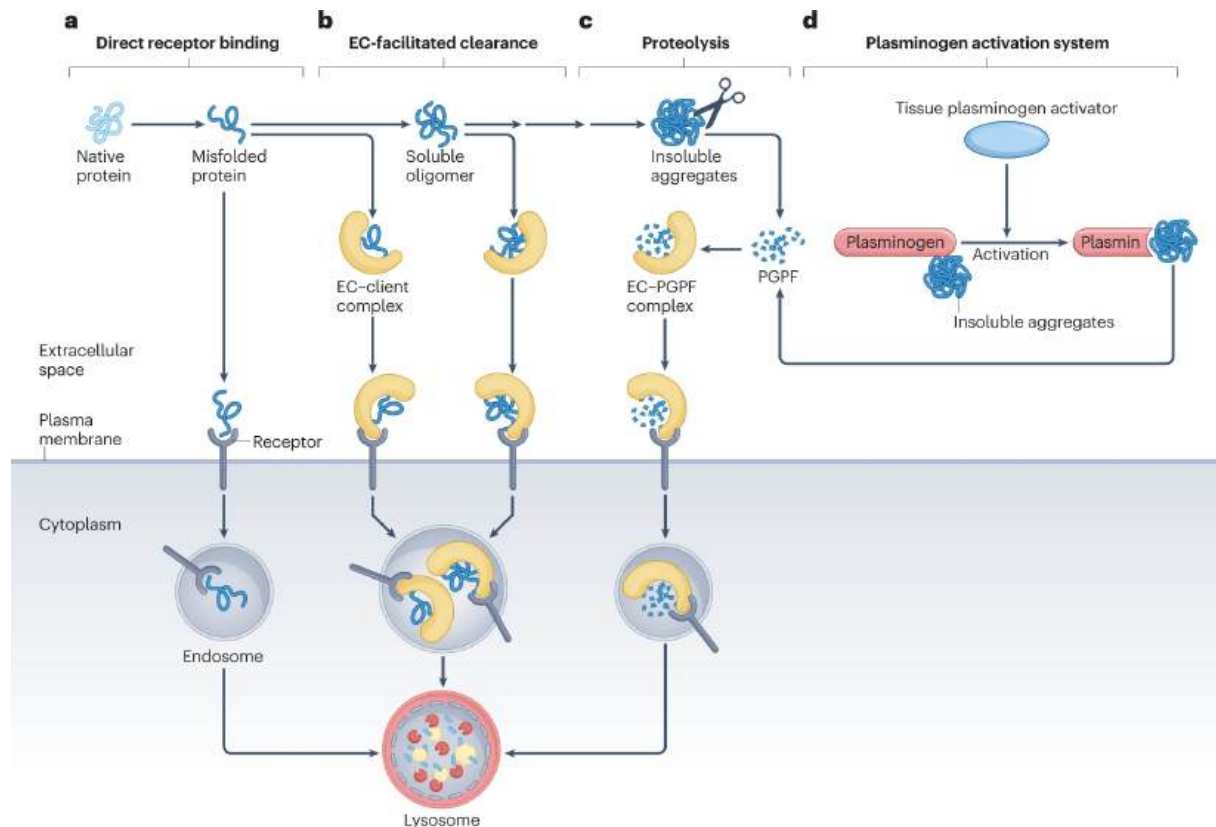 a
Direct receptor binding
b
EC-facilitated clearance
c
Proteolysis
d
Plasminogen activation system
Native
protein
Misfolded
protein
Soluble
oligomer
Insoluble
aggregates
Tissue plasminogen activator
Plasminogen
Activation
Plasmin
Insoluble aggregates
EC–client
complex
EC–PGPF
complex
PGPF
Extracellular
space
Plasma
membrane
Receptor
Cytoplasm
Endosome
Lysosome